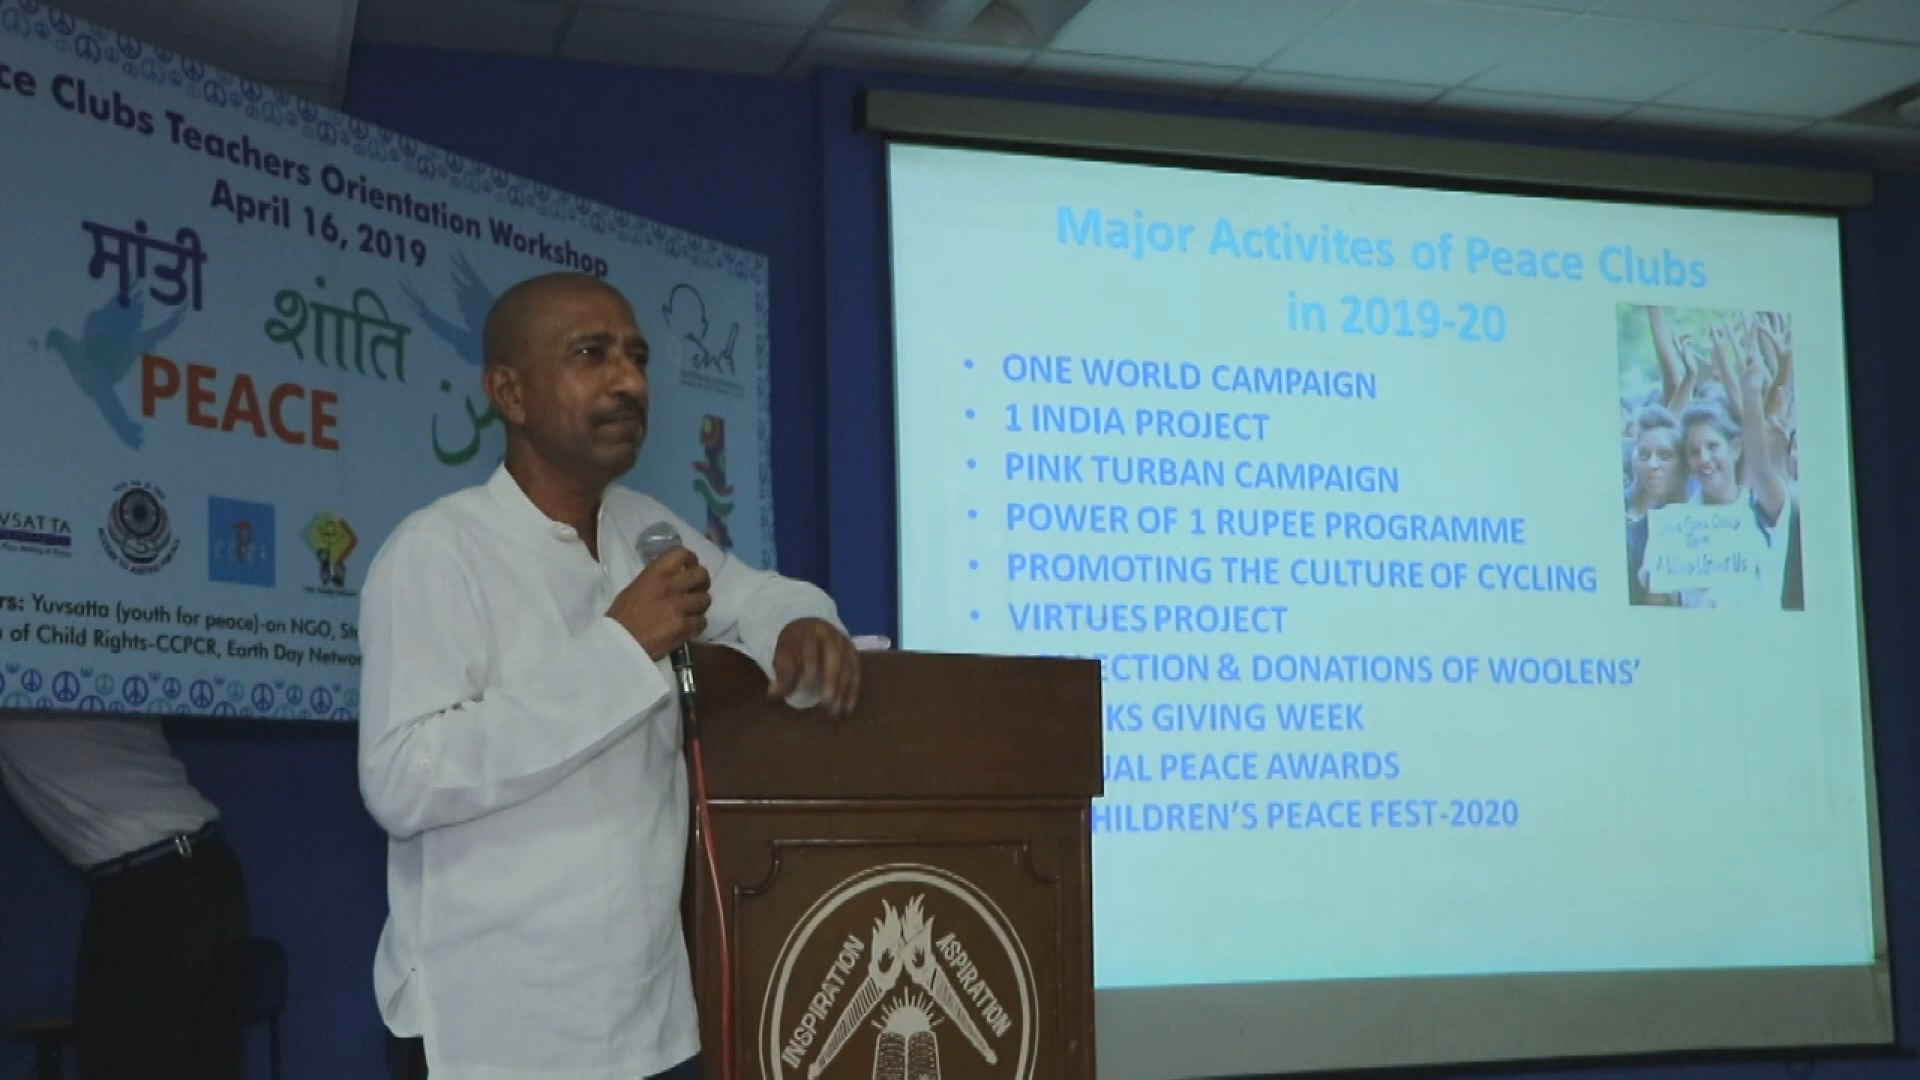 ce Clubs Teachers Orientation Workshop
April 16, 2019
ਸਾਂਤੀ
शांति
PEACE
VSATTA
rs: Yuvsatta (youth for peace)-an NGO,
of Child Rights-CCPCR, Earth Day Networ
Major Activites of Peace Clubs
in 2019-20
• ONE WORLD CAMPAIGN
• 1 INDIA PROJECT
• PINK TURBAN CAMPAIGN
• POWER OF 1 RUPEE PROGRAMME
• PROMOTING THE CULTURE OF CYCLING
• VIRTUES PROJECT
ECTION & DONATIONS OF WOOLENS’
KS GIVING WEEK
UAL PEACE AWARDS
HILDREN’S PEACE FEST-2020
INSPIRATION ASPIRATION